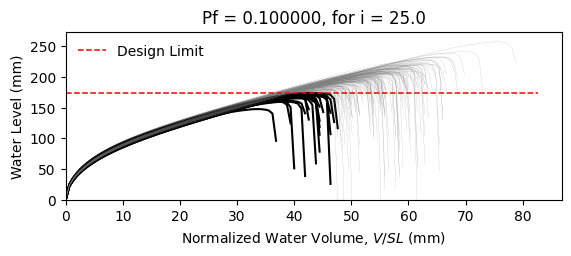 Pf = 0.100000, for i = 25.0
Design Limit
Water Level (mm)
250
200
150
100
50
0
0 10 20 30 40 50 60 70 80
Normalized Water Volume, V/SL (mm)